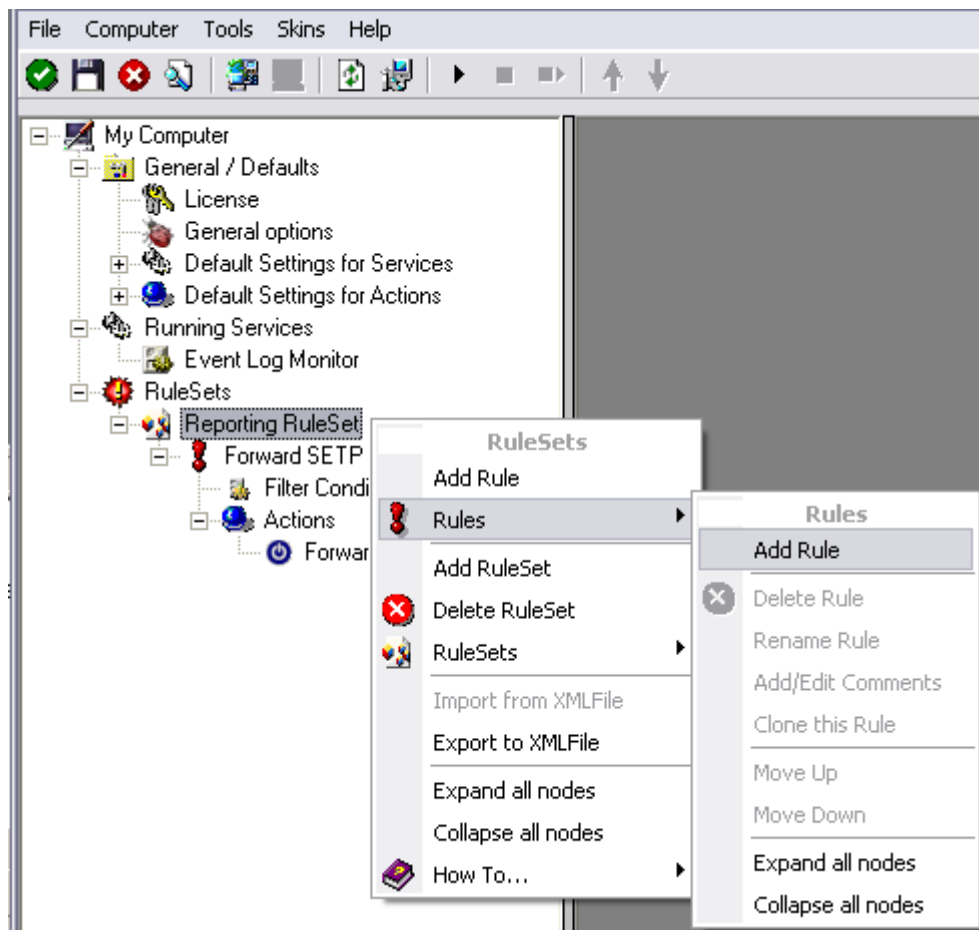 File Computer Tools Skins Help
My Computer
General / Defaults
License
General options
Default Settings for Services
Default Settings for Actions
Running Services
Event Log Monitor
RuleSets
Reporting RuleSet
Forward SETP
Filter Condi
Actions
Forwar
RuleSets
Add Rule
Rules
Add RuleSet
Delete RuleSet
RuleSets
Import from XMLFile
Export to XMLFile
Expand all nodes
Collapse all nodes
How To...
Rules
Add Rule
Delete Rule
Rename Rule
Add/Edit Comments
Clone this Rule
Move Up
Move Down
Expand all nodes
Collapse all nodes